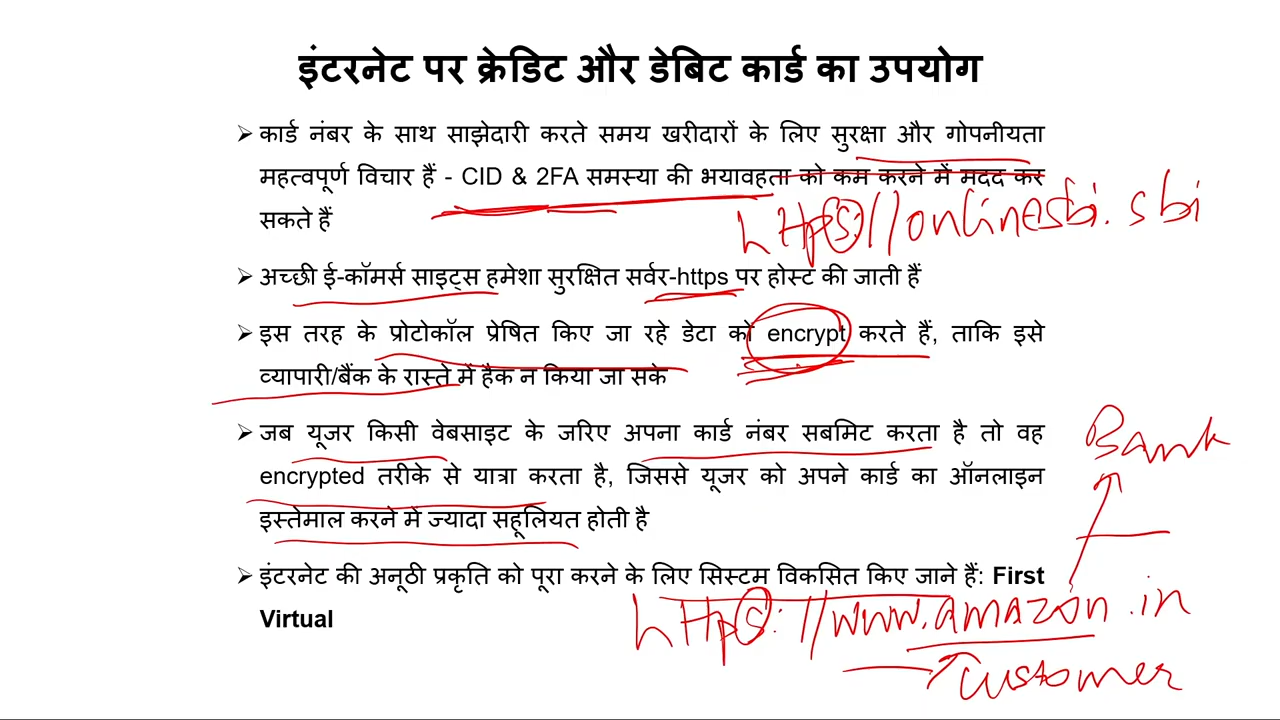 इंटरनेट पर क्रेडिट और डेबिट कार्ड का उपयोग
➢ कार्ड नंबर के साथ साझेदारी करते समय खरीदारों के लिए सुरक्षा और गोपनीयता
महत्वपूर्ण विचार हैं - CID & 2FA समस्या की भयावहता को कम करने में मदद कर
सकते हैं
https://onlinesbi.sbi
➢ अच्छी ई-कॉमर्स साइट्स हमेशा सुरक्षित सर्वर-https पर होस्ट की जाती हैं
➢ इस तरह के प्रोटोकॉल प्रेषित किए जा रहे डेटा को encrypt करते हैं, ताकि इसे
व्यापारी/बैंक के रास्ते में हैक न किया जा सके
➢ जब यूजर किसी वेबसाइट के जरिए अपना कार्ड नंबर सबमिट करता है तो वह
Bank
encrypted तरीके से यात्रा करता है, जिससे यूजर को अपने कार्ड का ऑनलाइन
इस्तेमाल करने में ज्यादा सहूलियत होती है
➢ इंटरनेट की अनूठी प्रकृति को पूरा करने के लिए सिस्टम विकसित किए जाने हैं: First
Virtual
https://www.amazon.in
Customer